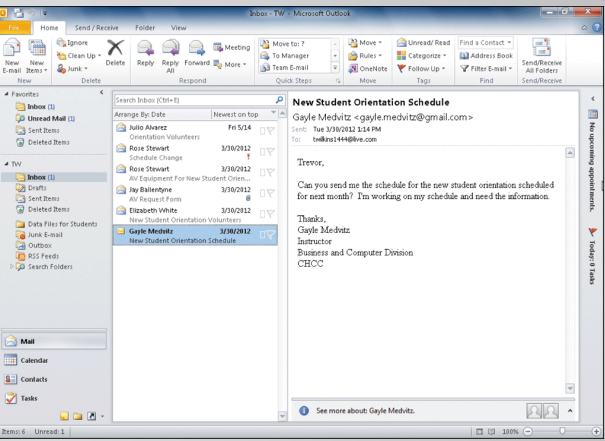 Inbox - TW - Microsoft Outlook
File Home Send / Receive Folder View
New E-mail
New Items
Ignore
Clean Up
Junk
Delete
Delete
Reply
Reply All
Forward
Meeting
More
Respond
Move to: ?
To Manager
Team E-mail
Quick Steps
Move
Rules
OneNote
Move
Unread/ Read
Categorize
Follow Up
Tags
Find a Contact
Address Book
Filter E-mail
Find
Send/Receive All Folders
Send/Receive
Favorites
Inbox (1)
Unread Mail (1)
Sent Items
Deleted Items
TW
Inbox (1)
Drafts
Sent Items
Deleted Items
Data Files for Students
Junk E-mail
Outbox
RSS Feeds
Search Folders
Mail
Calendar
Contacts
Tasks
Search Inbox (Ctrl+E)
Arrange By: Date Newest on top
Julio Alvarez Fri 5/14
Orientation Volunteers
Rose Stewart 3/30/2012
Schedule Change
Rose Stewart 3/30/2012
AV Equipment For New Student Orien...
Jay Ballentyne 3/30/2012
AV Request Form
Elizabeth White 3/30/2012
New Student Orientation Volunteers
Gayle Medvitz 3/30/2012
New Student Orientation Schedule
New Student Orientation Schedule
Gayle Medvitz <gayle.medvitz@gmail.com>
Sent: Tue 3/30/2012 1:14 PM
To: twilkins1444@live.com
Trevor,
Can you send me the schedule for the new student orientation scheduled
for next month? I'm working on my schedule and need the information.
Thanks,
Gayle Medvitz
Instructor
Business and Computer Division
CHCC
See more about: Gayle Medvitz.
No upcoming appointments.
Today: 0 Tasks
Items: 6 Unread: 1
100%